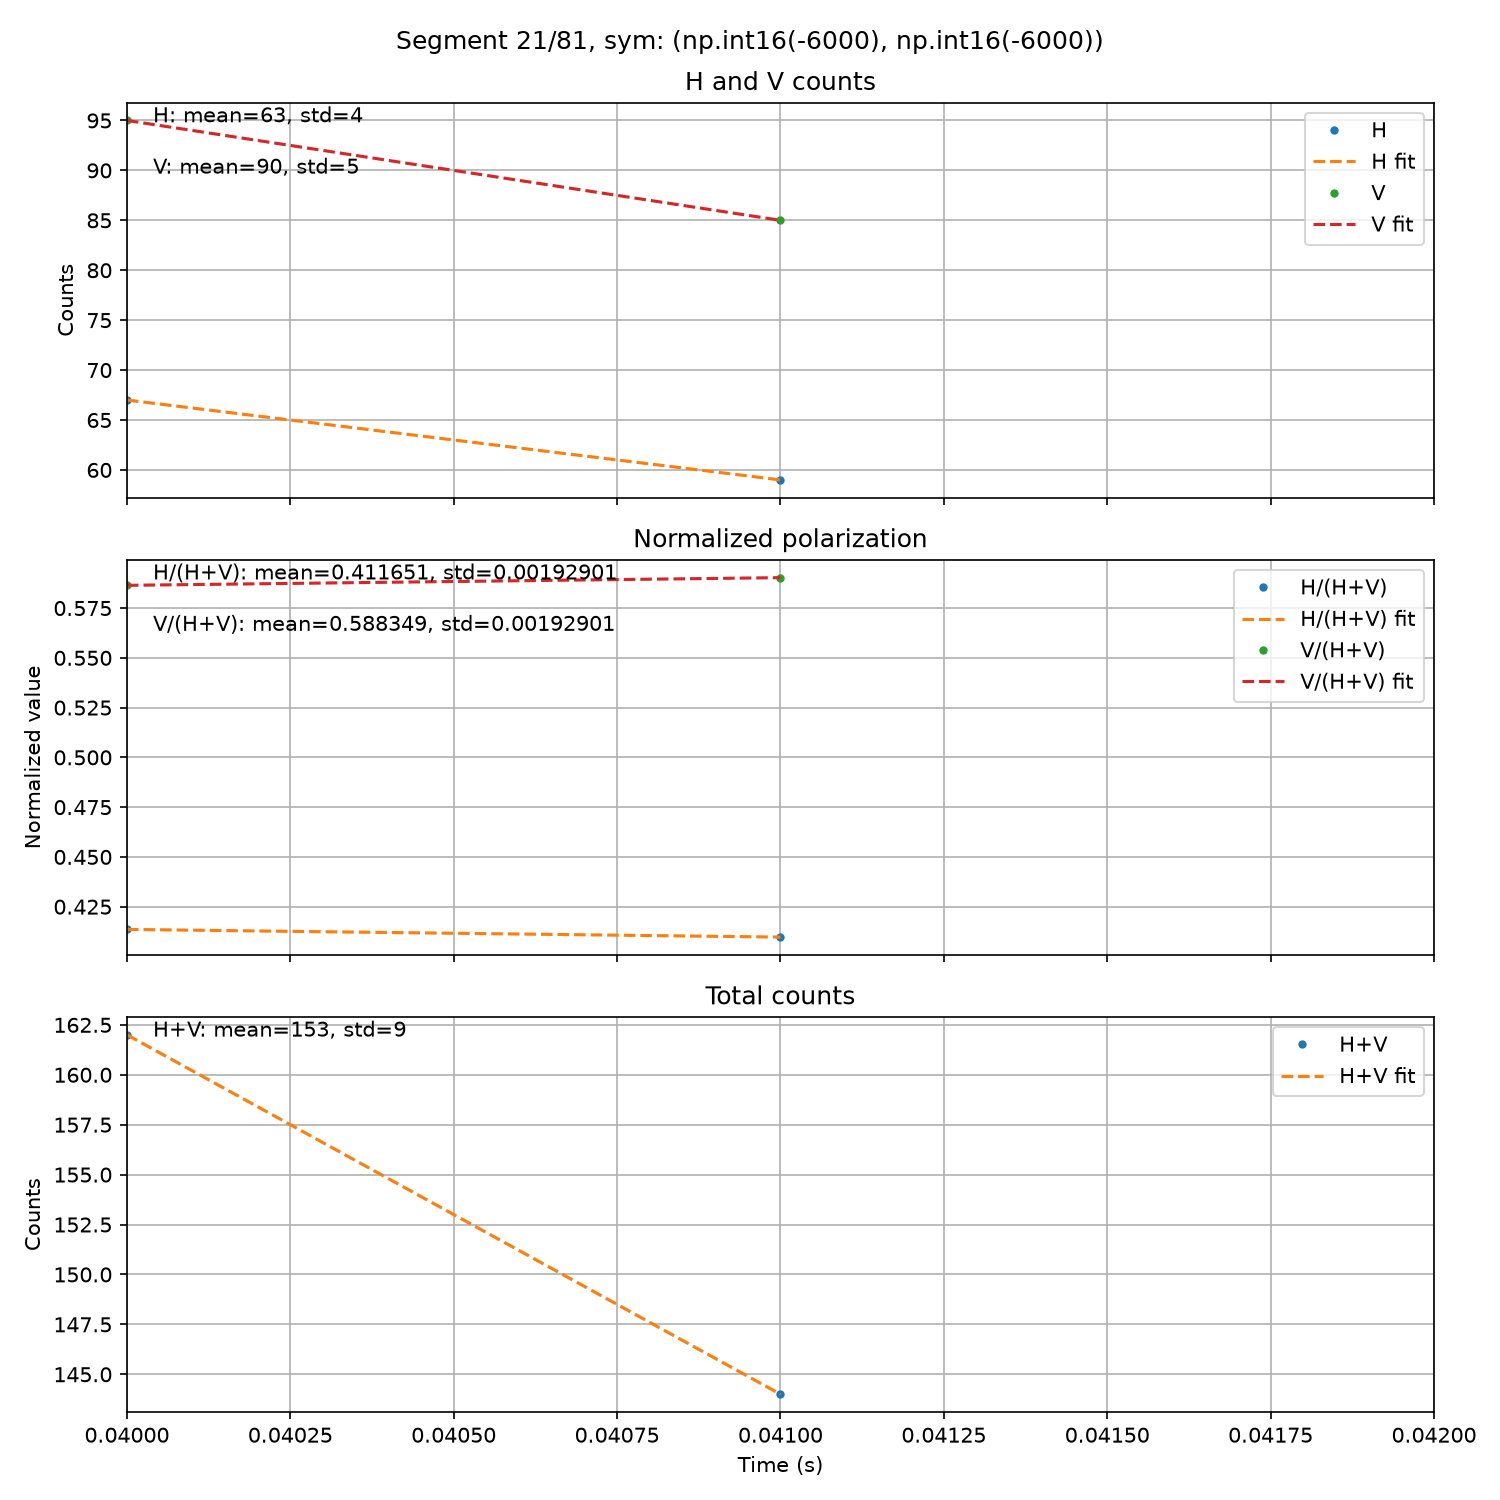 Segment 21/81, sym: (np.int16(-6000), np.int16(-6000))
H and V counts
H: mean=63, std=4
V: mean=90, std=5
H
H fit
V
V fit
95
90
85
80
75
70
65
60
Counts
Normalized polarization
H/(H+V): mean=0.411651, std=0.00192901
V/(H+V): mean=0.588349, std=0.00192901
H/(H+V)
H/(H+V) fit
V/(H+V)
V/(H+V) fit
0.575
0.550
0.525
0.500
0.475
0.450
0.425
Normalized value
Total counts
H+V: mean=153, std=9
H+V
H+V fit
162.5
160.0
157.5
155.0
152.5
150.0
147.5
145.0
Counts
0.04000 0.04025 0.04050 0.04075 0.04100 0.04125 0.04150 0.04175 0.04200
Time (s)